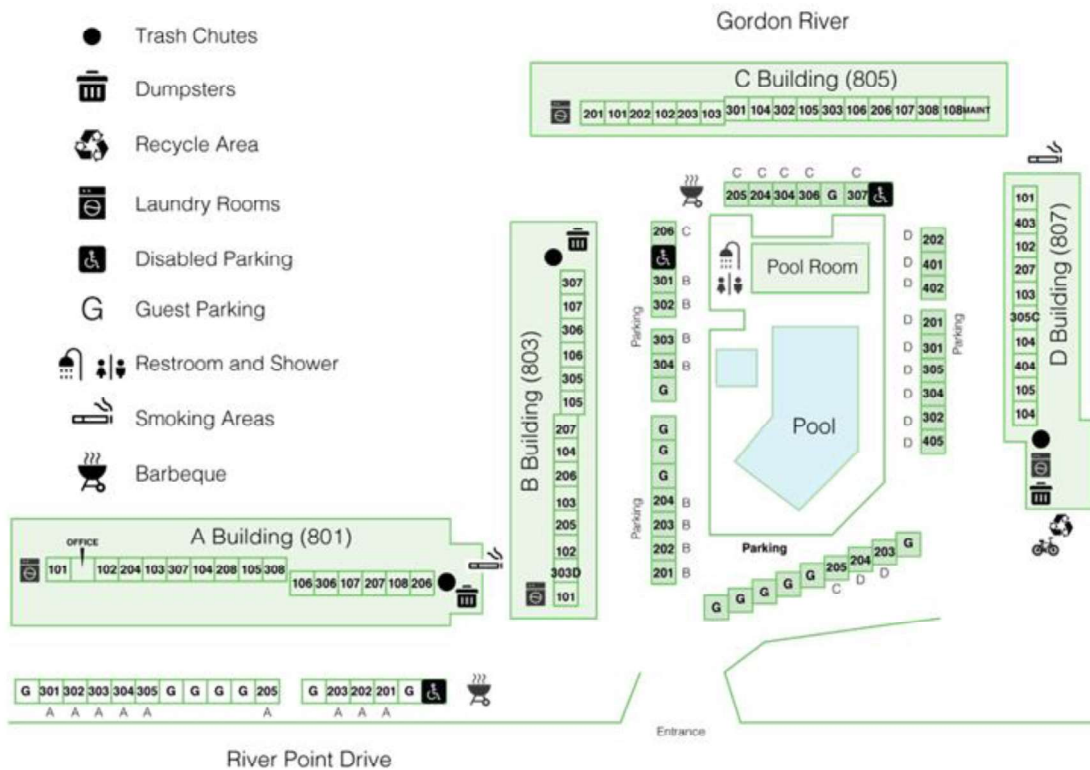 Trash Chutes
Dumpsters
Recycle Area
Laundry Rooms
Disabled Parking
G Guest Parking
Restroom and Shower
Smoking Areas
Barbeque
Gordon River
C Building (805)
201 101 202 102 203 103 301 104 302 105 303 106 206 107 308 108 MAINT
C C C C C
205 204 304 306 G 307
B Building (803)
307
107
306
106
305
105
207
104
206
103
205
102
303D
101
206 C
301 B
302 B
Parking
303 B
304 B
G
G
G
G
204 B
203 B
202 B
201 B
Parking
Pool Room
Pool
D 202
D 401
D 402
D 201
D 301
D 305
D 304
D 302
D 405
Parking
D Building (807)
101
403
102
207
103
305C
104
404
105
104
Parking
G G G G G 205 204 203 G
C D D
A Building (801)
OFFICE
101 102 204 103 307 104 208 105 308
106 306 107 207 108 206
G 301 302 303 304 305 G G G G 205 G 203 202 201 G
A A A A A A A A A
Entrance
River Point Drive